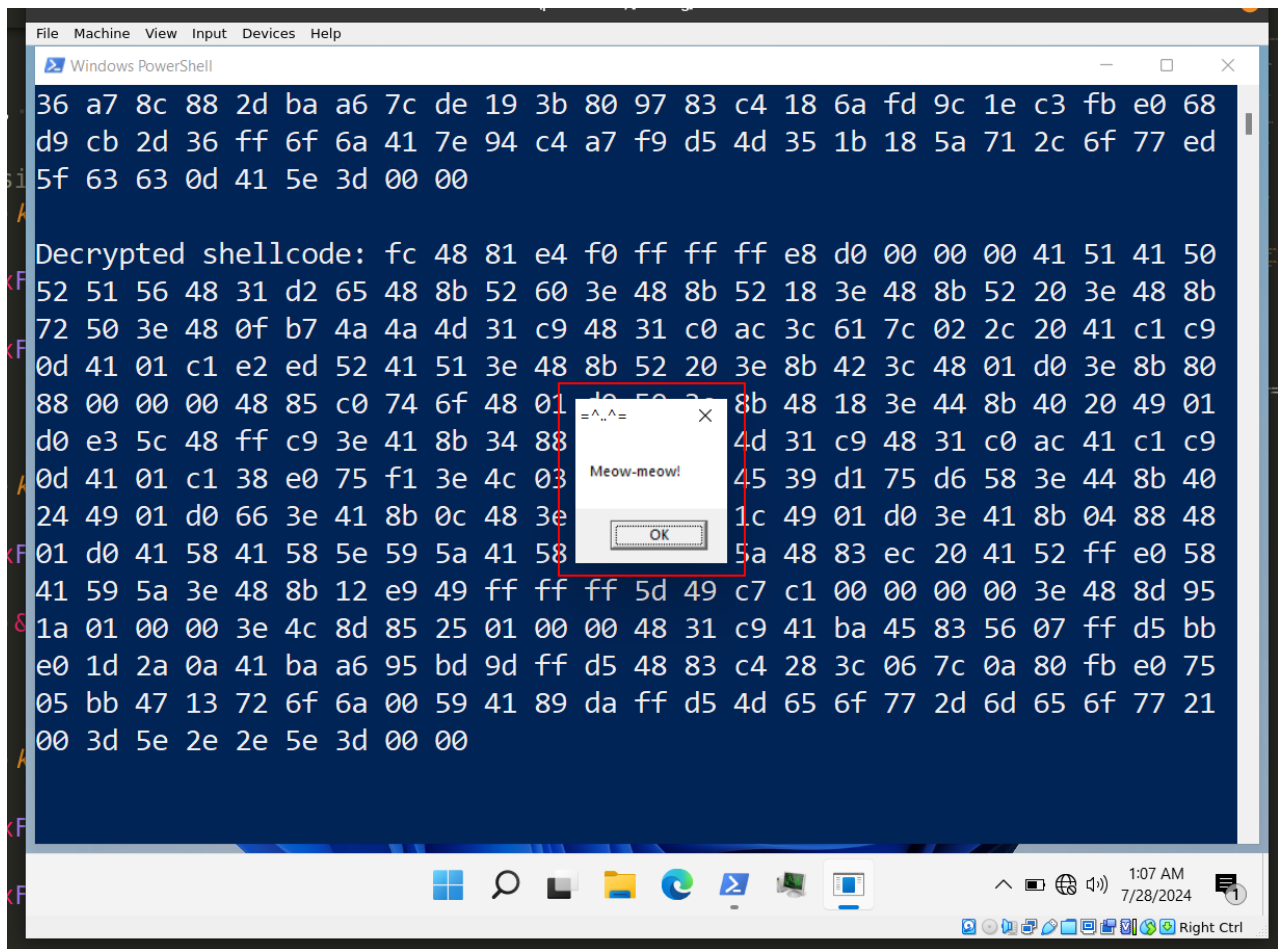 File Machine View Input Devices Help
Windows PowerShell
36 a7 8c 88 2d ba a6 7c de 19 3b 80 97 83 c4 18 6a fd 9c 1e c3 fb e0 68
d9 cb 2d 36 ff 6f 6a 41 7e 94 c4 a7 f9 d5 4d 35 1b 18 5a 71 2c 6f 77 ed
5f 63 63 0d 41 5e 3d 00 00
Decrypted shellcode: fc 48 81 e4 f0 ff ff ff e8 d0 00 00 00 41 51 41 50
52 51 56 48 31 d2 65 48 8b 52 60 3e 48 8b 52 18 3e 48 8b 52 20 3e 48 8b
72 50 3e 48 0f b7 4a 4a 4d 31 c9 48 31 c0 ac 3c 61 7c 02 2c 20 41 c1 c9
0d 41 01 c1 e2 ed 52 41 51 3e 48 8b 52 20 3e 8b 42 3c 48 01 d0 3e 8b 80
88 00 00 00 48 85 c0 74 6f 48 01 8b 48 18 3e 44 8b 40 20 49 01
d0 e3 5c 48 ff c9 3e 41 8b 34 88 4d 31 c9 48 31 c0 ac 41 c1 c9
0d 41 01 c1 38 e0 75 f1 3e 4c 03 45 39 d1 75 d6 58 3e 44 8b 40
24 49 01 d0 66 3e 41 8b 0c 48 3e 1c 49 01 d0 3e 41 8b 04 88 48
01 d0 41 58 41 58 5e 59 5a 41 58 5a 48 83 ec 20 41 52 ff e0 58
41 59 5a 3e 48 8b 12 e9 49 ff ff ff 5d 49 c7 c1 00 00 00 00 3e 48 8d 95
1a 01 00 00 3e 4c 8d 85 25 01 00 00 48 31 c9 41 ba 45 83 56 07 ff d5 bb
e0 1d 2a 0a 41 ba a6 95 bd 9d ff d5 48 83 c4 28 3c 06 7c 0a 80 fb e0 75
05 bb 47 13 72 6f 6a 00 59 41 89 da ff d5 4d 65 6f 77 2d 6d 65 6f 77 21
00 3d 5e 2e 2e 5e 3d 00 00
=^..^=
Meow-meow!
OK
1:07 AM
7/28/2024
1
Right Ctrl